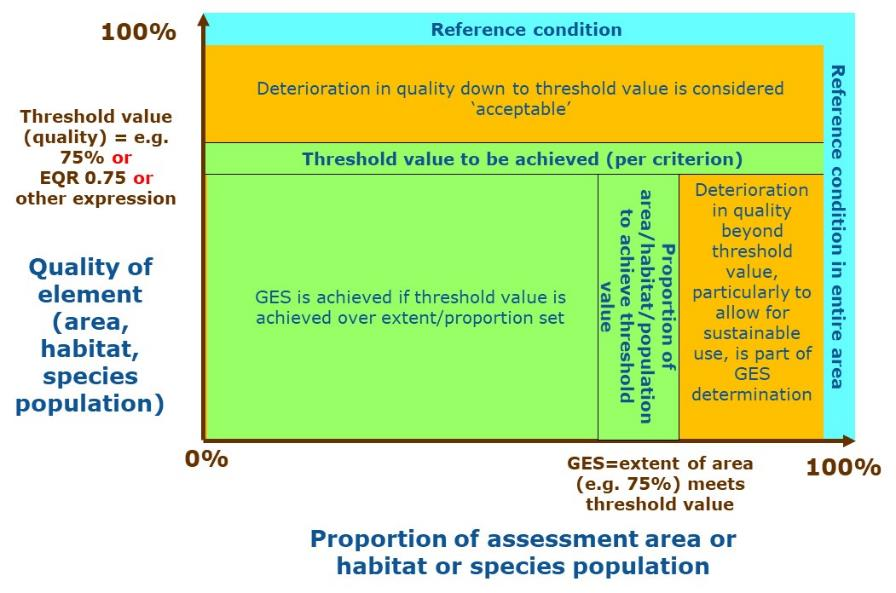 100%
Reference condition
Deterioration in quality down to threshold value is considered
‘acceptable’
Threshold value
(quality) = e.g.
75% or
EQR 0.75 or
other expression
Threshold value to be achieved (per criterion)
Reference condition in entire area
Quality of
element
(area,
habitat,
species
population)
GES is achieved if threshold value is
achieved over extent/proportion set
Proportion of
area/habitat/population
to achieve threshold
value
Deterioration
in quality
beyond
threshold
value,
particularly to
allow for
sustainable
use, is part of
GES
determination
0%
GES=extent of area
(e.g. 75%) meets
threshold value
100%
Proportion of assessment area or
habitat or species population